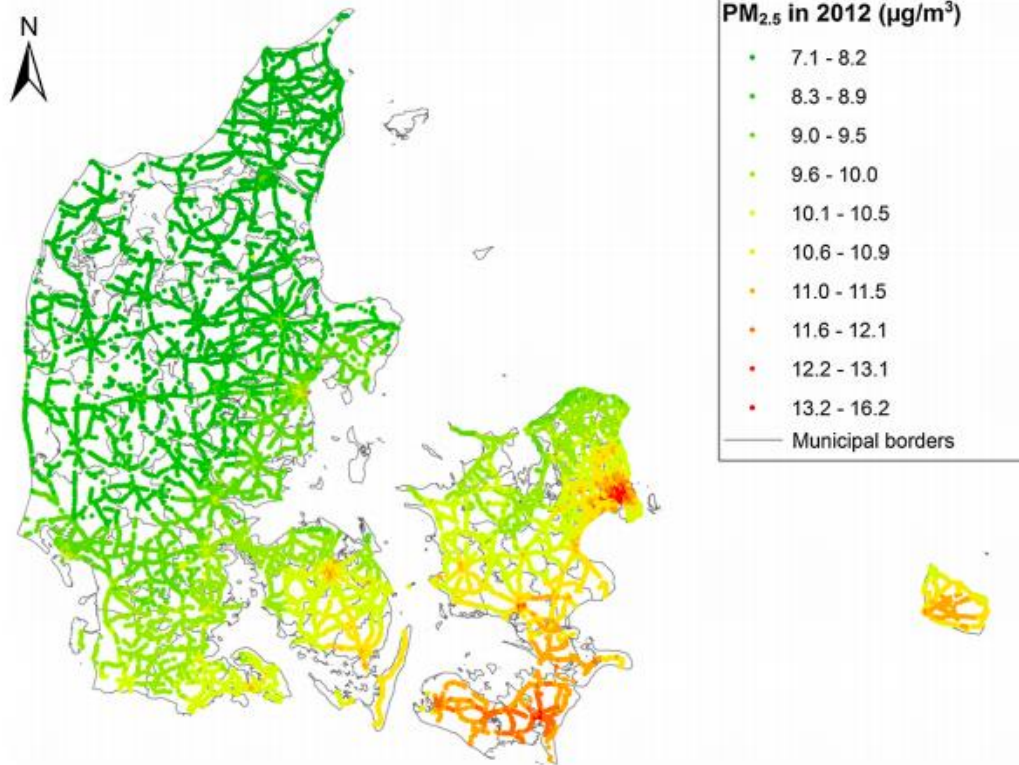 N
PM2.5 in 2012 (µg/m³)
7.1 - 8.2
8.3 - 8.9
9.0 - 9.5
9.6 - 10.0
10.1 - 10.5
10.6 - 10.9
11.0 - 11.5
11.6 - 12.1
12.2 - 13.1
13.2 - 16.2
Municipal borders